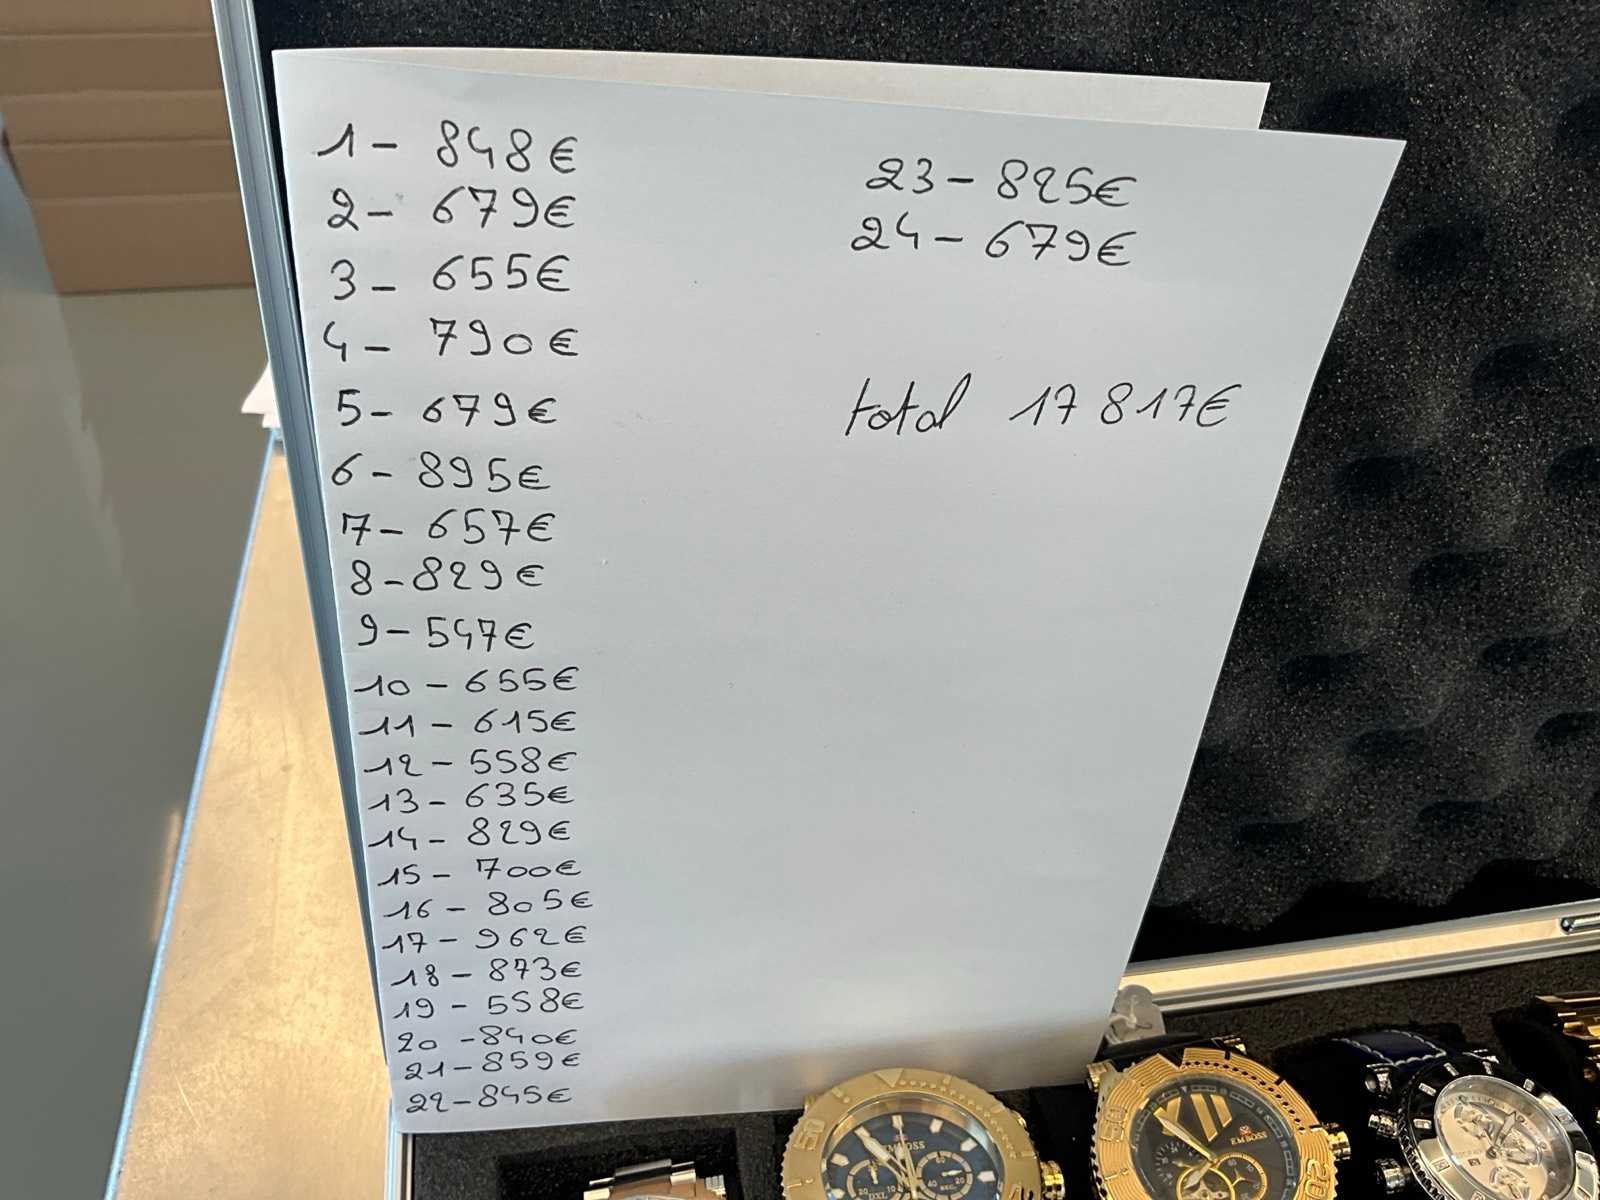 1 - 848€
2 - 679€
3 - 655€
4 - 790€
5 - 679€
6 - 895€
7 - 657€
8 - 829€
9 - 547€
10 - 655€
11 - 615€
12 - 558€
13 - 635€
14 - 829€
15 - 700€
16 - 805€
17 - 962€
18 - 873€
19 - 558€
20 - 840€
21 - 859€
22 - 845€
23 - 825€
24 - 679€
total 17 817€
EMBOSS
EMBOSS